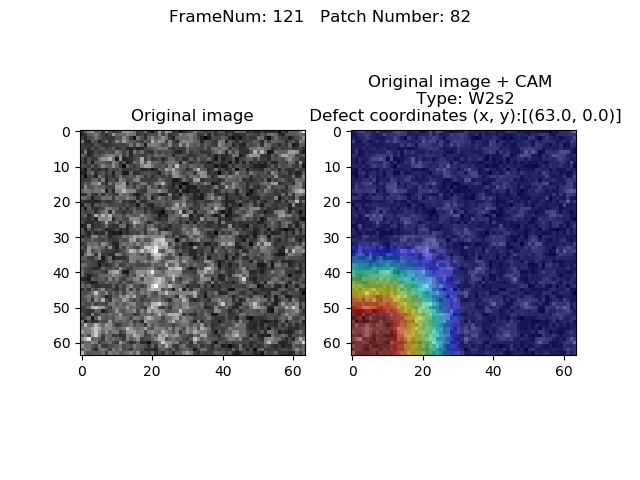 FrameNum: 121   Patch Number: 82
Original image
Original image + CAM
Type: W2s2
Defect coordinates (x, y):[(63.0, 0.0)]
0
10
20
30
40
50
60
0 20 40 60
0
10
20
30
40
50
60
0 20 40 60